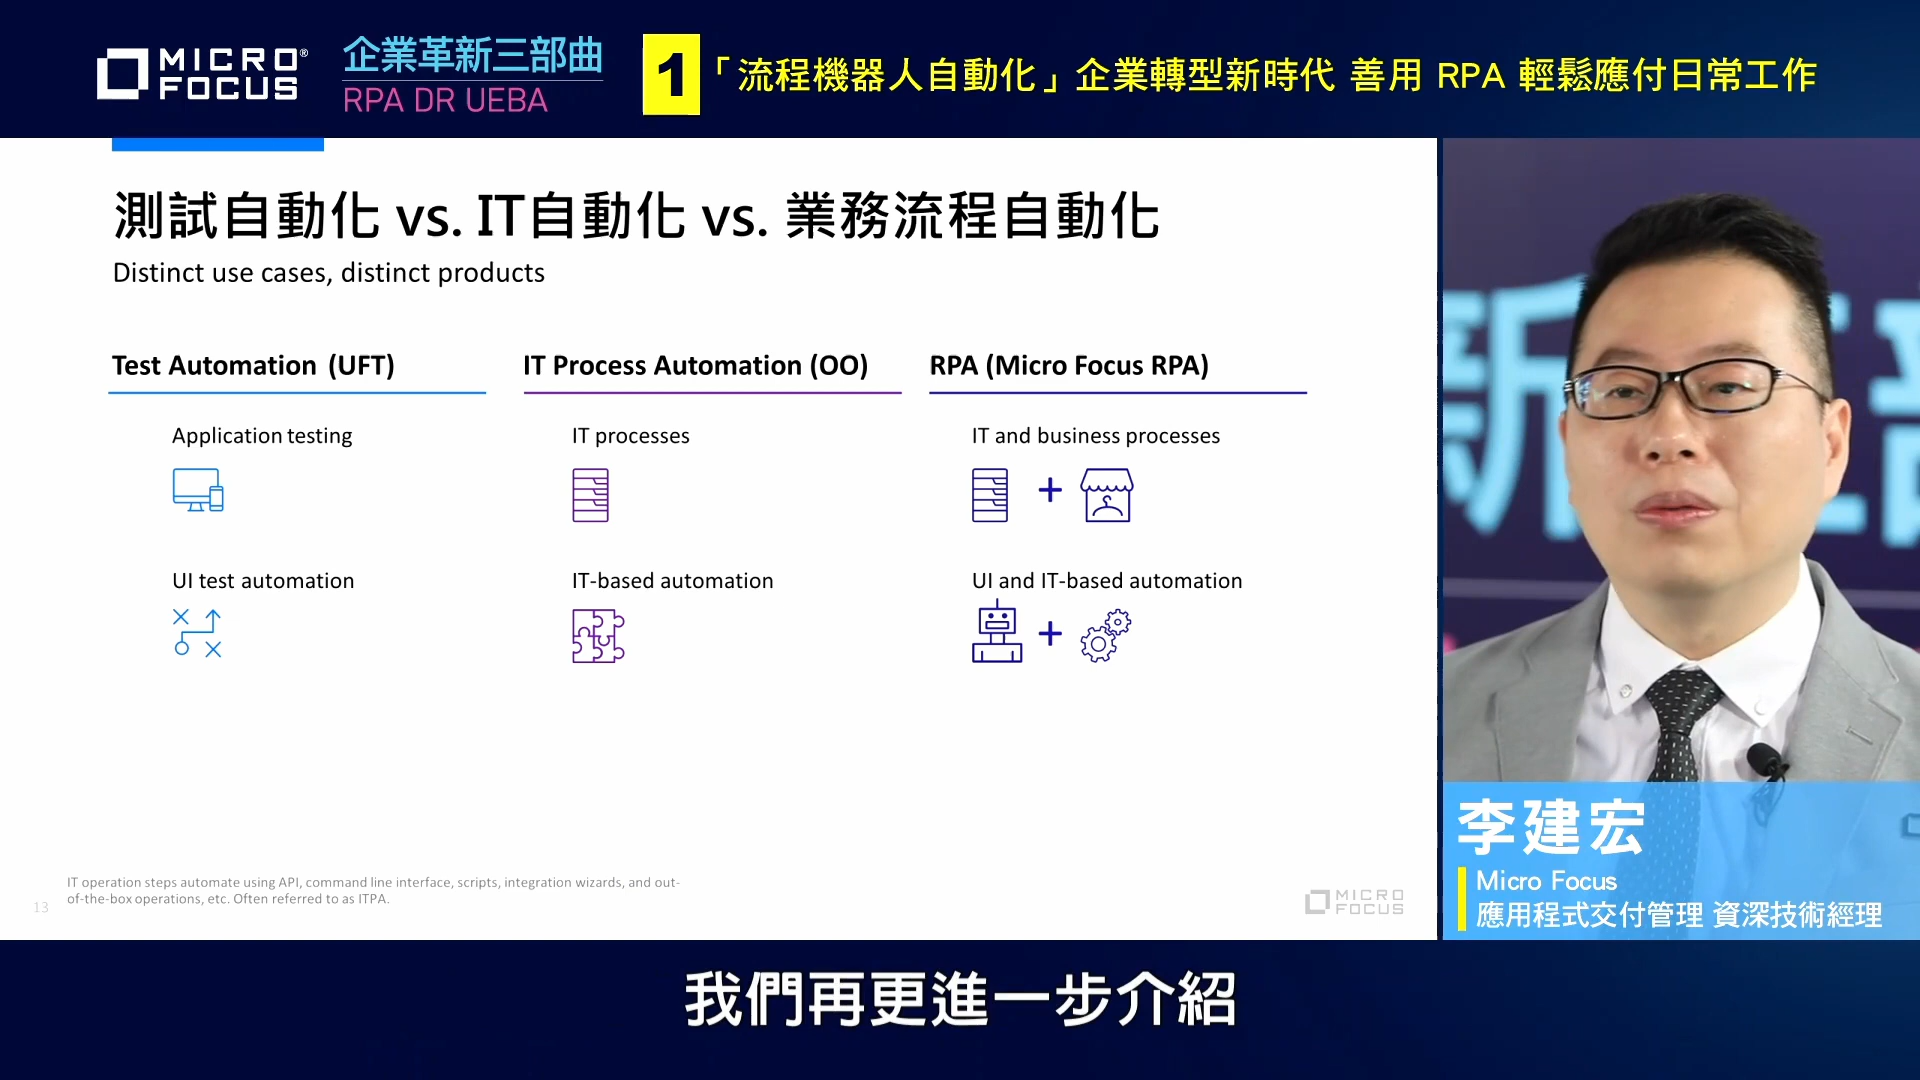 MICRO FOCUS®
企業革新三部曲
RPA DR UEBA
1 「流程機器人自動化」企業轉型新時代 善用 RPA 輕鬆應付日常工作
測試自動化 vs. IT自動化 vs. 業務流程自動化
Distinct use cases, distinct products
Test Automation (UFT)
Application testing
UI test automation
IT Process Automation (OO)
IT processes
IT-based automation
RPA (Micro Focus RPA)
IT and business processes
+
UI and IT-based automation
+
IT operation steps automate using API, command line interface, scripts, integration wizards, and out-
of-the-box operations, etc. Often referred to as ITPA.
13
MICRO
FOCUS
新
李建宏
Micro Focus
應用程式交付管理 資深技術經理
我們再更進一步介紹